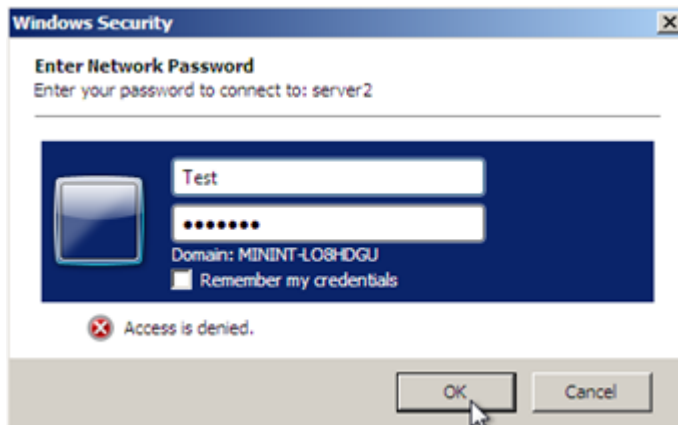 Windows Security
Enter Network Password
Enter your password to connect to: server2
Test
•••••••
Domain: MININT-LO8HDGU
Remember my credentials
Access is denied.
OK Cancel